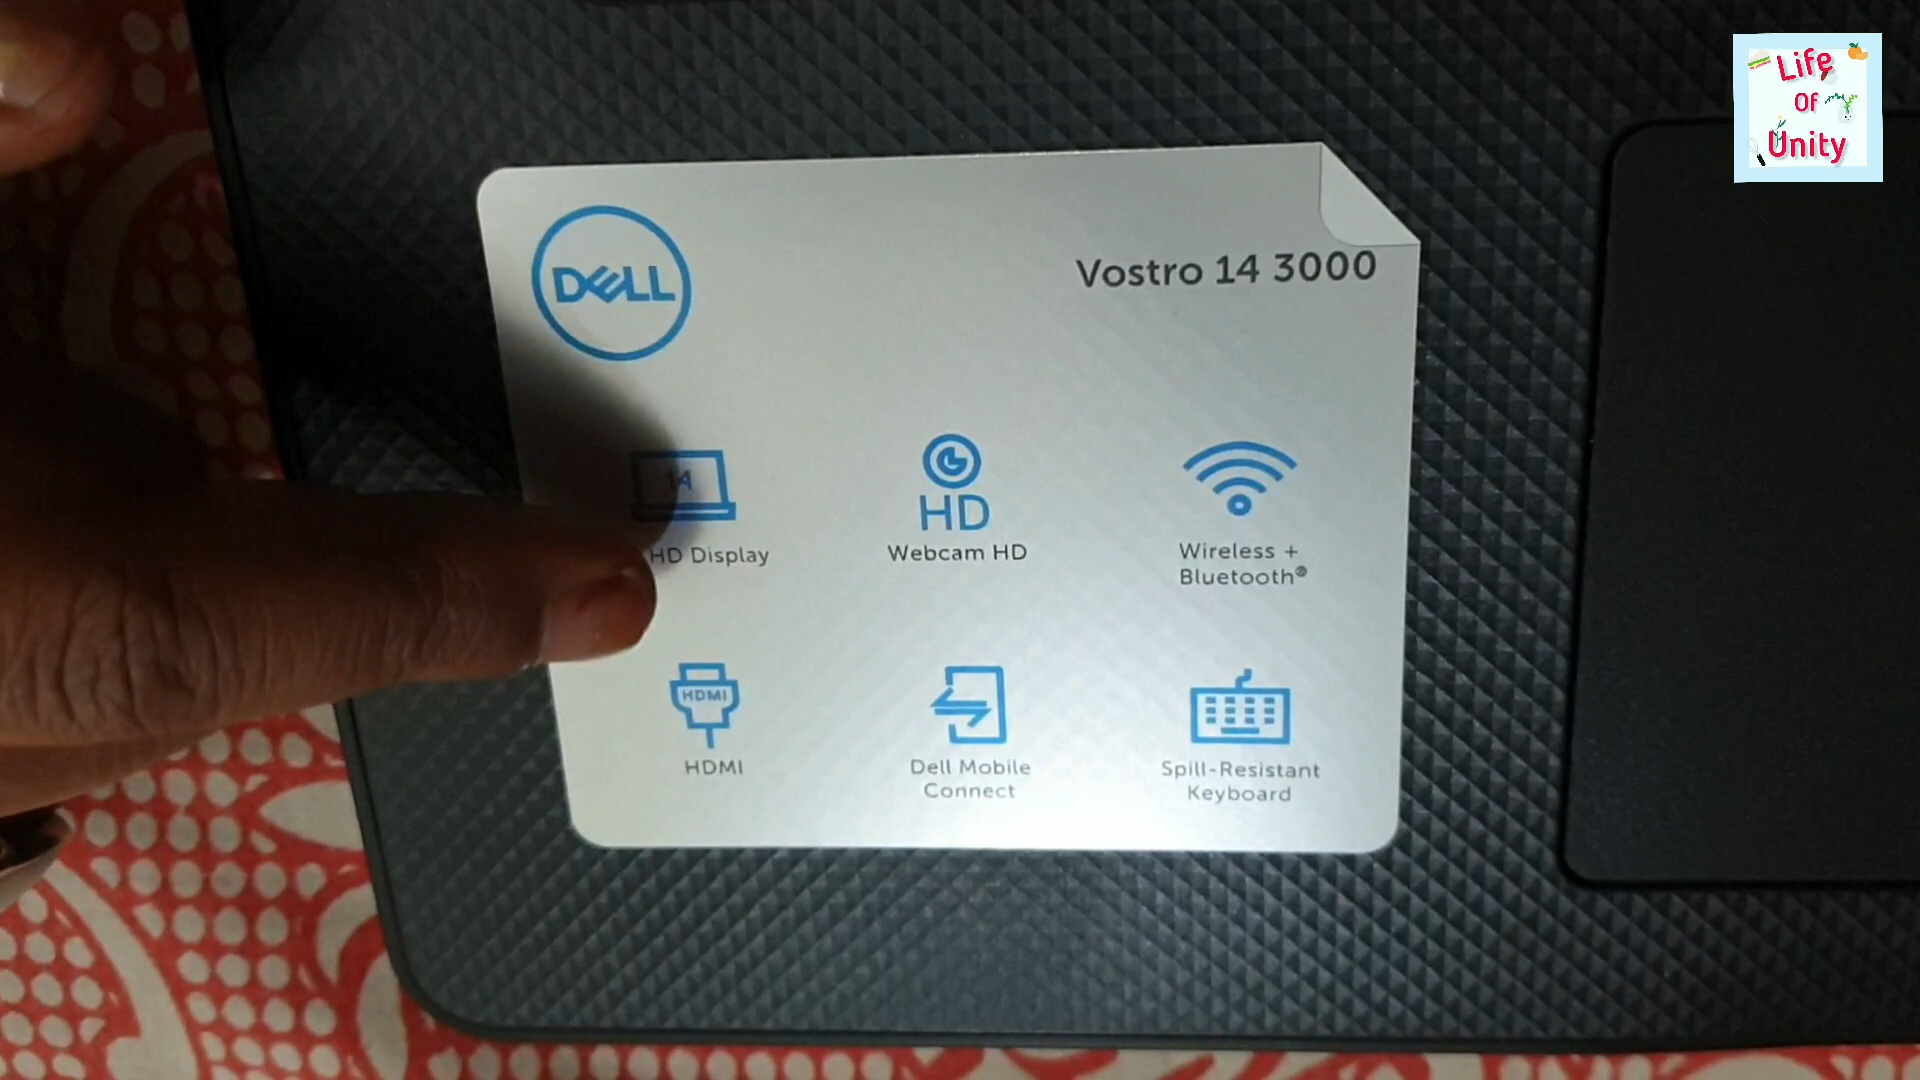 DELL
Vostro 14 3000
14
HD
HD Display
Webcam HD
Wireless +
Bluetooth®
HDMI
HDMI
Dell Mobile
Connect
Spill-Resistant
Keyboard
Life
Of
Unity